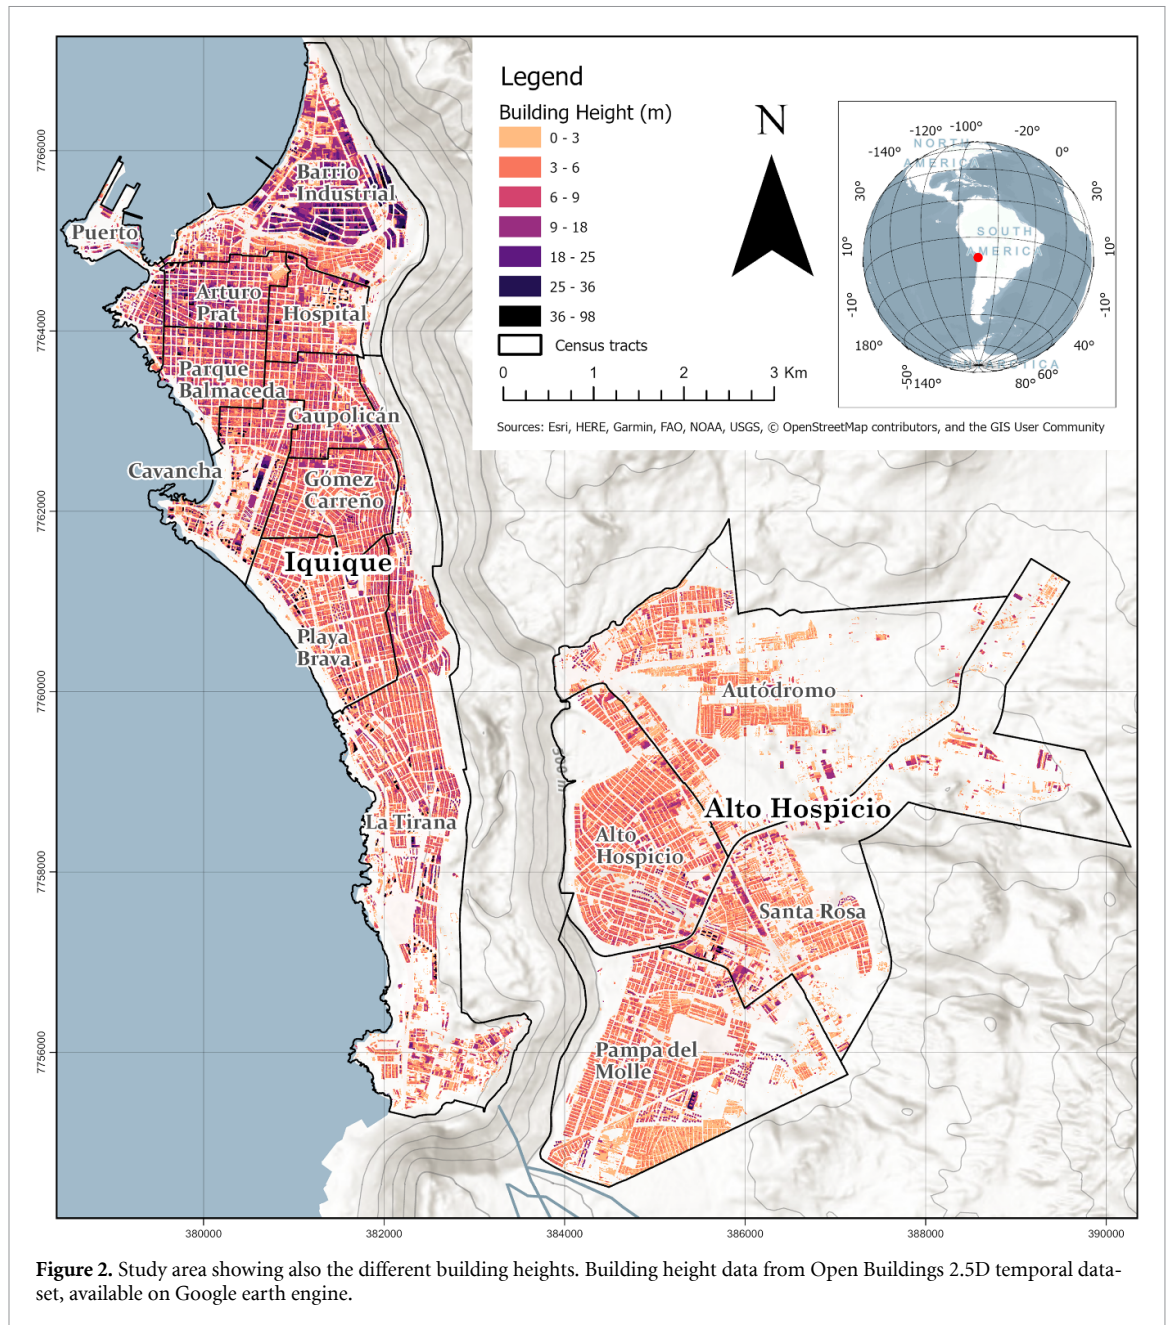 Legend
Building Height (m)
0 - 3
3 - 6
6 - 9
9 - 18
18 - 25
25 - 36
36 - 98
Census tracts
0 1 2 3 Km
N
-120° -100° -20°
-140° 0°
NORTH
AMERICA
30° 30°
SOUTH
AMERICA
10° 10°
-10° -10°
180° 40°
ANTARCTICA
-50° 140° 80° 60°
Sources: Esri, HERE, Garmin, FAO, NOAA, USGS, © OpenStreetMap contributors, and the GIS User Community
Barrio
Industrial
Puerto
Arturo
Prat
Hospital
Parque
Balmaceda
Caupolicán
Cavancha
Gómez
Carreño
Iquique
Playa
Brava
La Tirana
Autodromo
Alto Hospicio
Alto
Hospicio
Santa Rosa
Pampa del
Molle
500 m
7766000
7764000
7762000
7760000
7758000
7756000
380000 382000 384000 386000 388000 390000
Figure 2. Study area showing also the different building heights. Building height data from Open Buildings 2.5D temporal data-
set, available on Google earth engine.